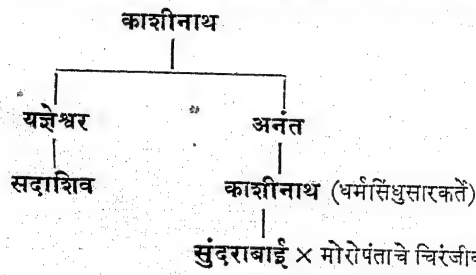 काशीनाथ
यज्ञेश्वर अनंत
सदाशिव काशीनाथ (धर्मसिंधुसारकर्ते)
सुंदराबाई × मोरोपंताचे